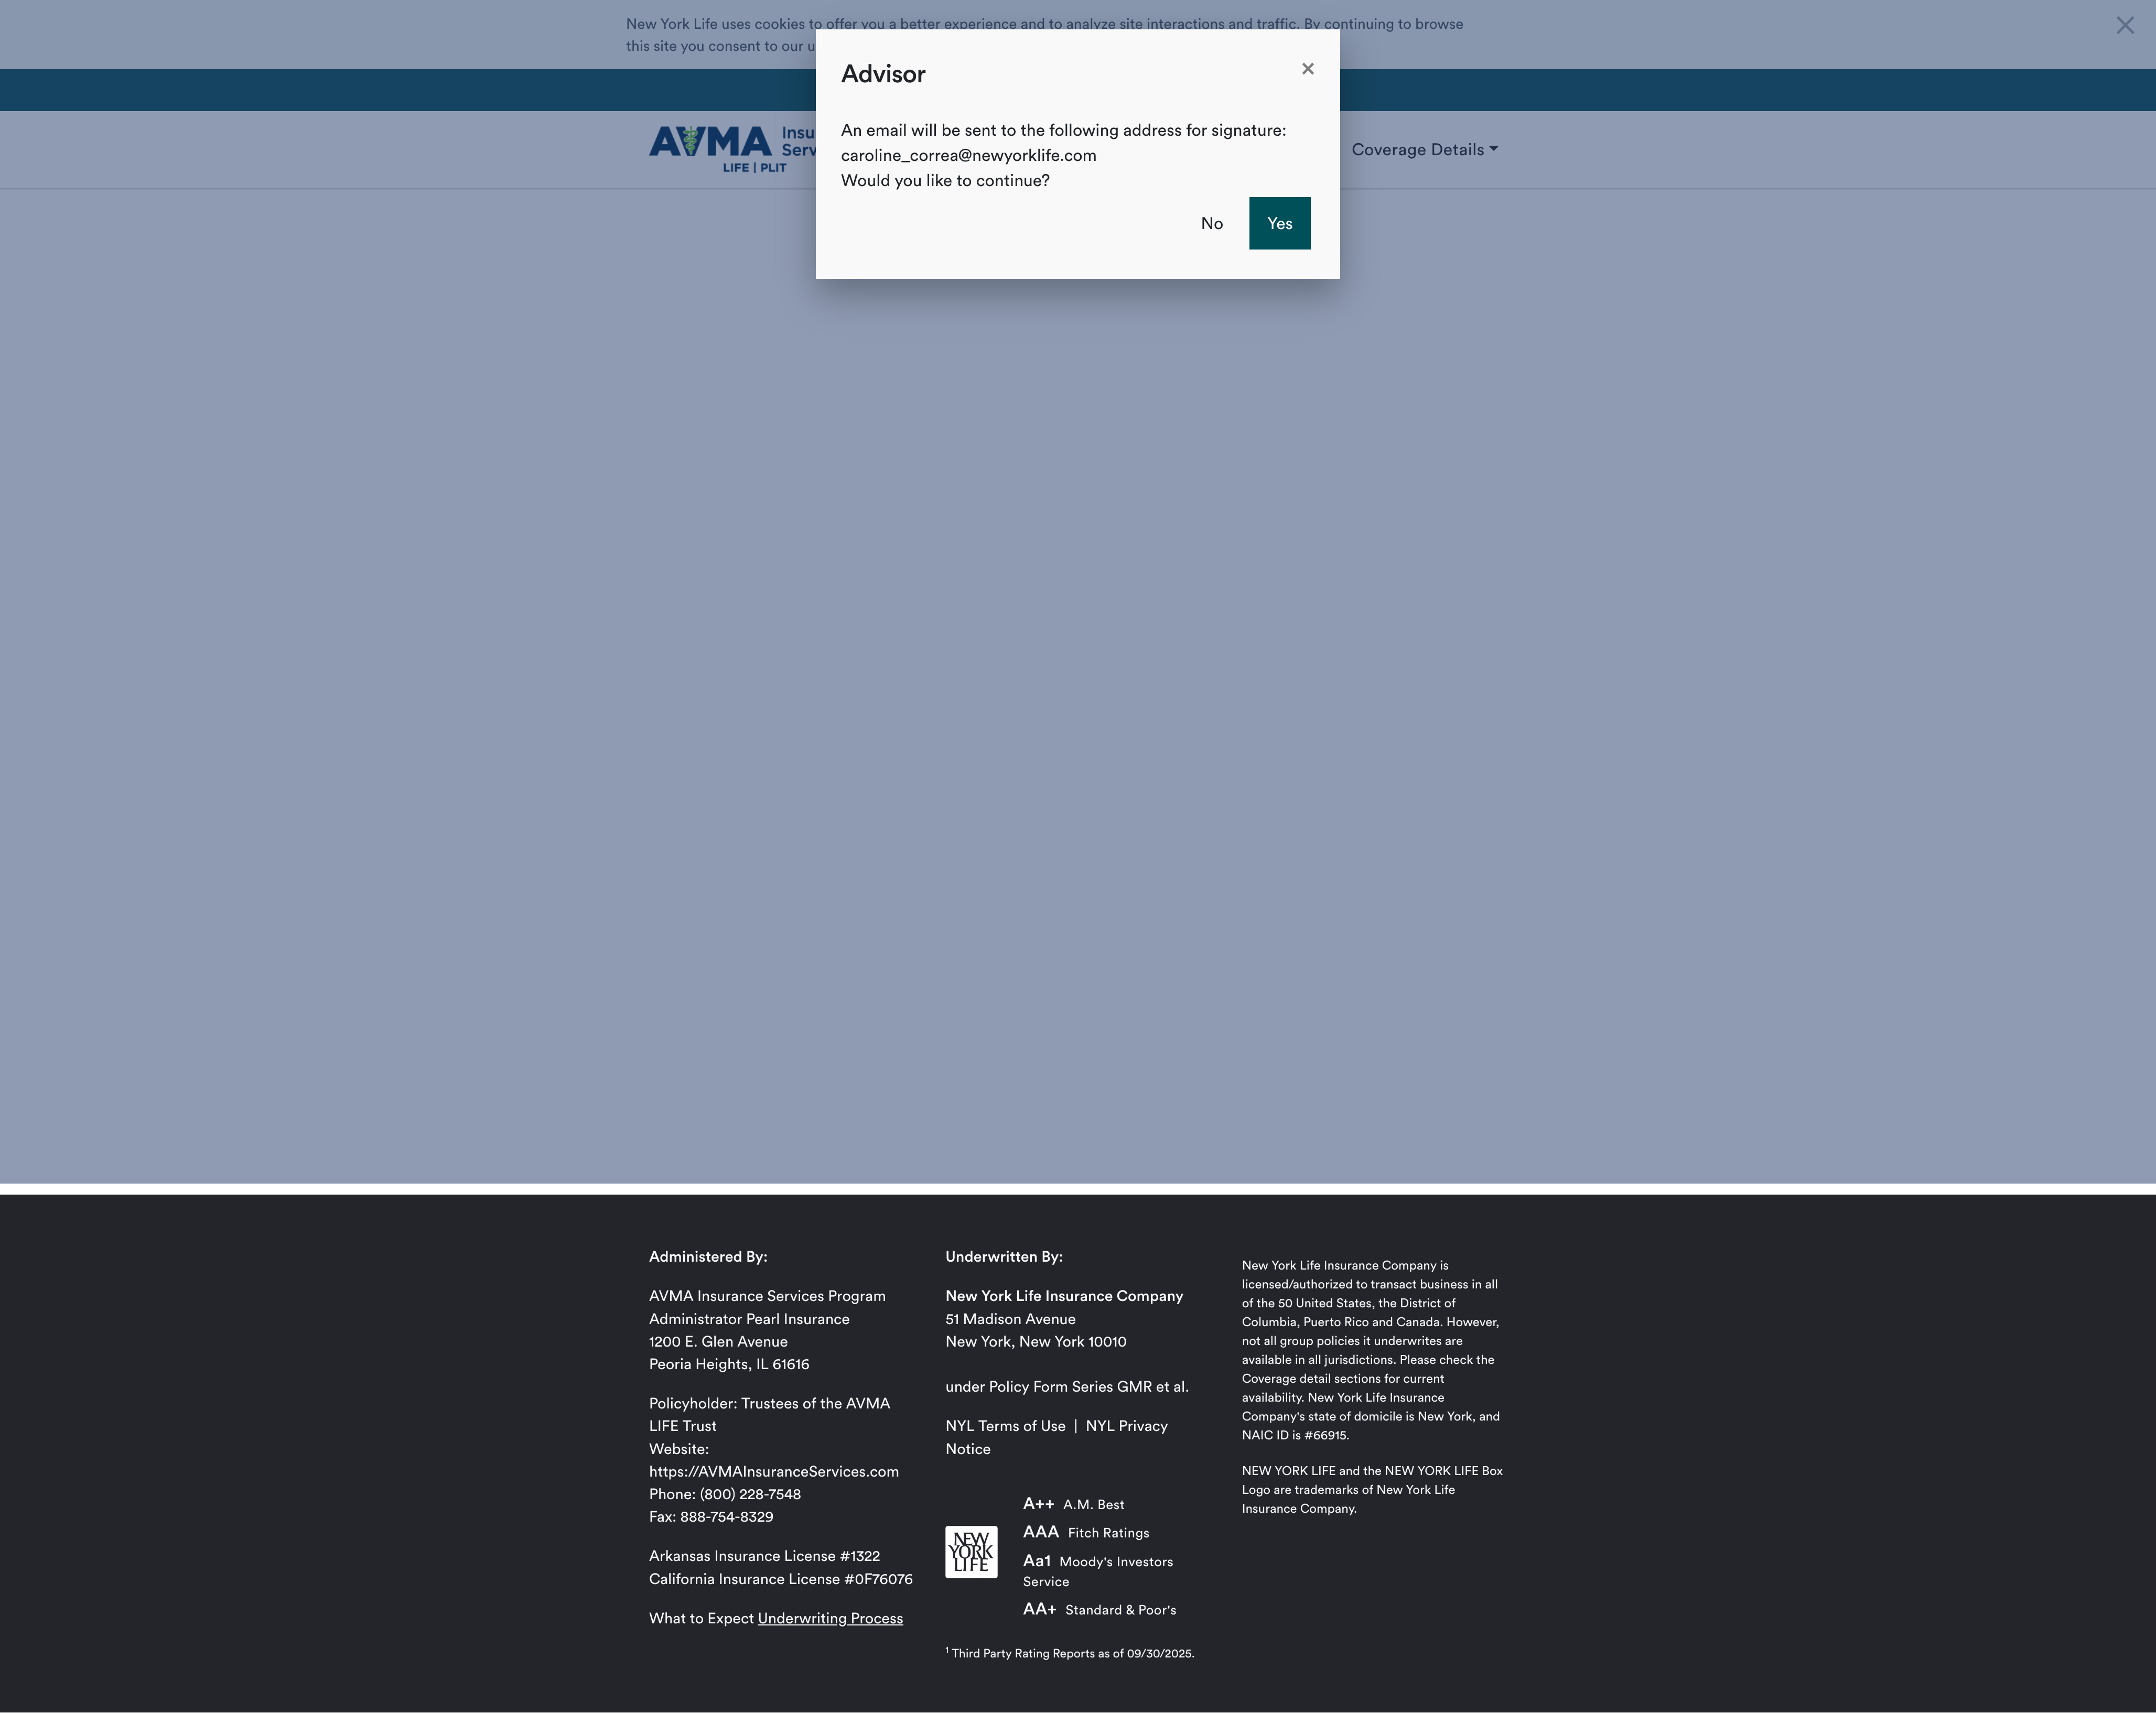 New York Life uses cookies to offer you a better experience and to analyze site interactions and traffic. By continuing to browse
this site you consent to our u
Advisor
×
An email will be sent to the following address for signature:
caroline_correa@newyorklife.com
Would you like to continue?
No Yes
AVMA Insu
Serv
LIFE | PLIT
Coverage Details
Administered By:
AVMA Insurance Services Program
Administrator Pearl Insurance
1200 E. Glen Avenue
Peoria Heights, IL 61616
Policyholder: Trustees of the AVMA
LIFE Trust
Website:
https://AVMAInsuranceServices.com
Phone: (800) 228-7548
Fax: 888-754-8329
Arkansas Insurance License #1322
California Insurance License #0F76076
What to Expect Underwriting Process
Underwritten By:
New York Life Insurance Company
51 Madison Avenue
New York, New York 10010
under Policy Form Series GMR et al.
NYL Terms of Use | NYL Privacy
Notice
NEW
YORK
LIFE
A++ A.M. Best
AAA Fitch Ratings
Aa1 Moody's Investors
Service
AA+ Standard & Poor's
1 Third Party Rating Reports as of 09/30/2025.
New York Life Insurance Company is
licensed/authorized to transact business in all
of the 50 United States, the District of
Columbia, Puerto Rico and Canada. However,
not all group policies it underwrites are
available in all jurisdictions. Please check the
Coverage detail sections for current
availability. New York Life Insurance
Company's state of domicile is New York, and
NAIC ID is #66915.
NEW YORK LIFE and the NEW YORK LIFE Box
Logo are trademarks of New York Life
Insurance Company.